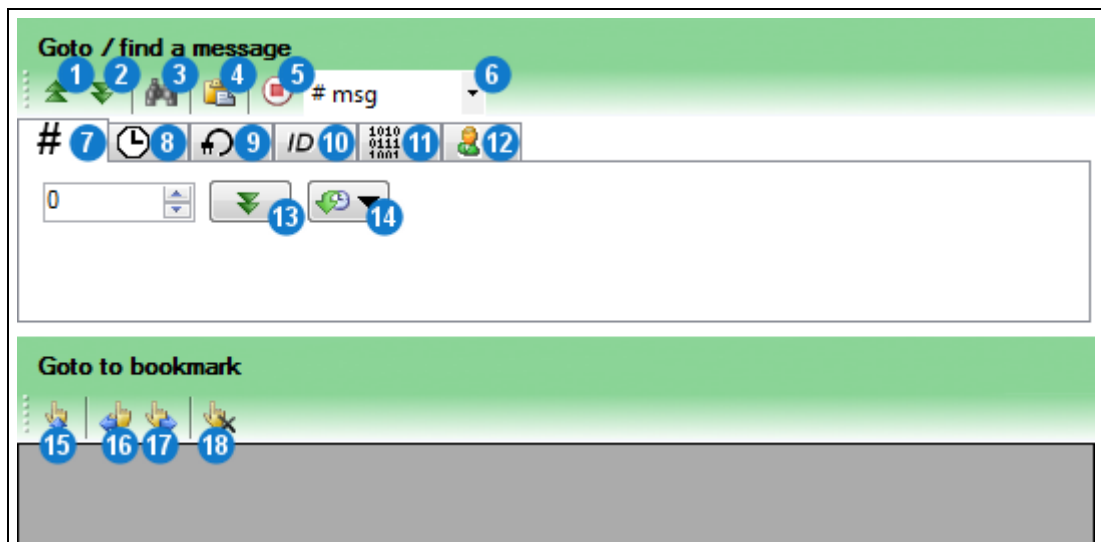 Goto / find a message
1 2 3 4 5 # msg 6
# 7 8 9 ID 10 1010 0111 1001 11 12
0 13 14
Goto to bookmark
15 16 17 18